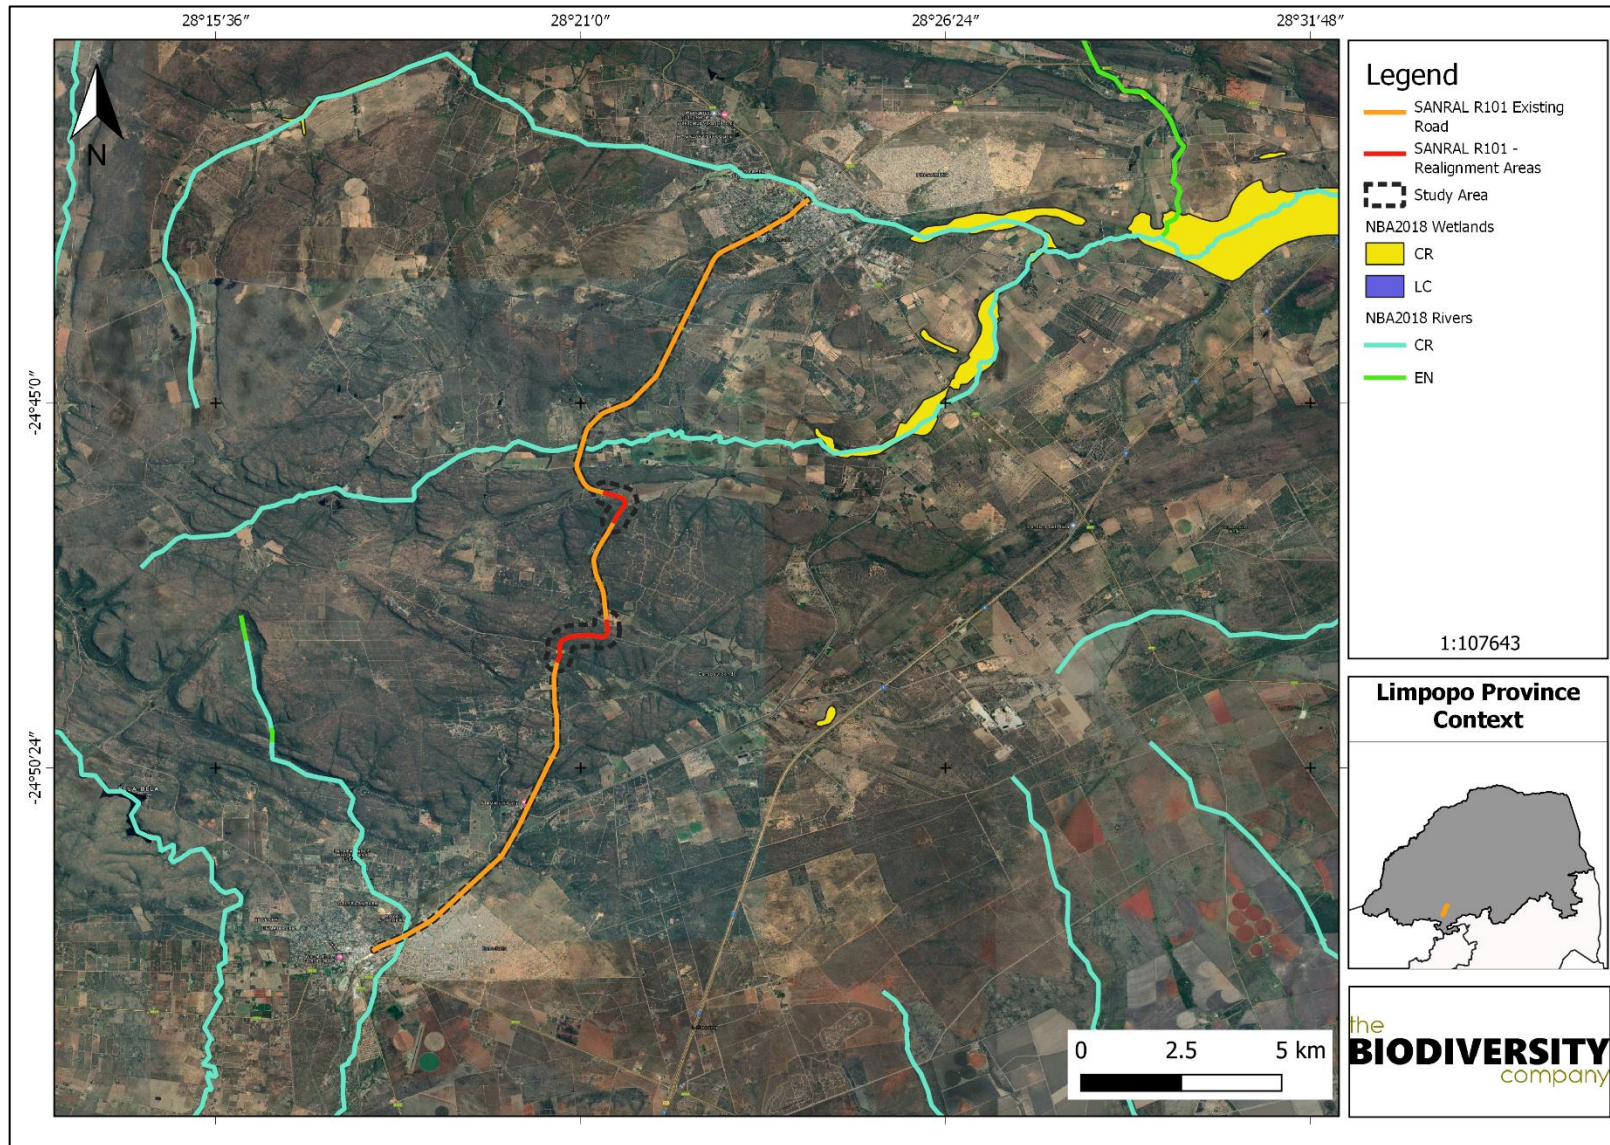 28°15′36″
28°21′0″
28°26′24″
28°31′48″
-24°45′0″
-24°50′24″
N
Legend
SANRAL R101 Existing
Road
SANRAL R101 -
Realignment Areas
Study Area
NBA2018 Wetlands
CR
LC
NBA2018 Rivers
CR
EN
1:107643
Limpopo Province
Context
0 2.5 5 km
the
BIODIVERSITY
company